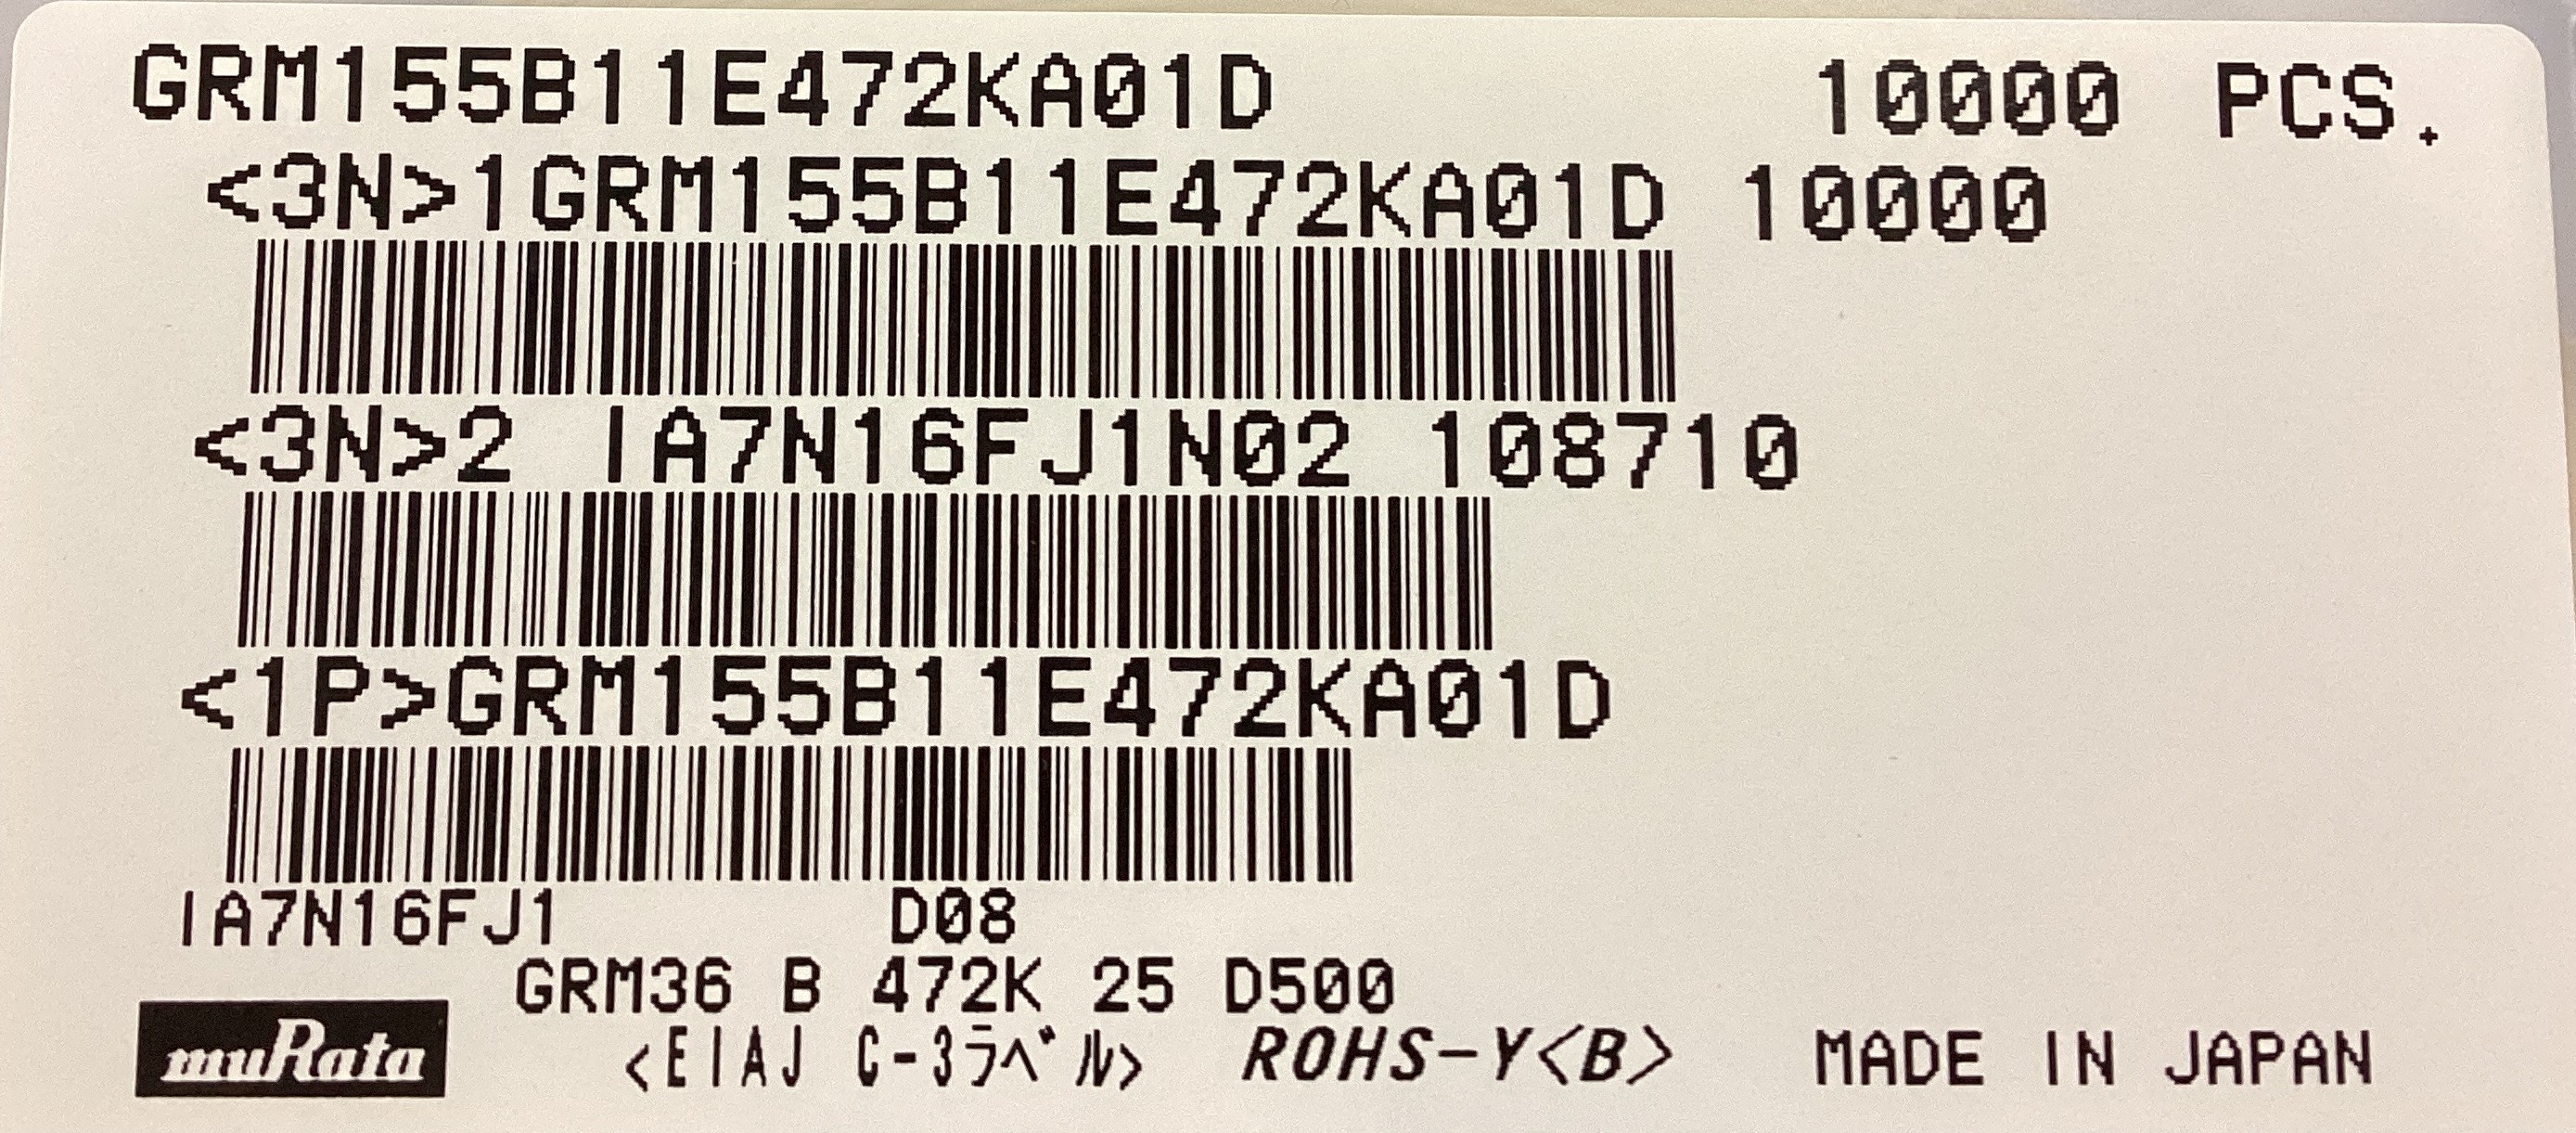 GRM155B11E472KA01D 10000 PCS.
<3N>1GRM155B11E472KA01D 10000
<3N>2 IA7N16FJ1N02 108710
<1P>GRM155B11E472KA01D
IA7N16FJ1 D08
GRM36 B 472K 25 D500
muRata <EIAJ C-3ラベル> ROHS-Y<B> MADE IN JAPAN